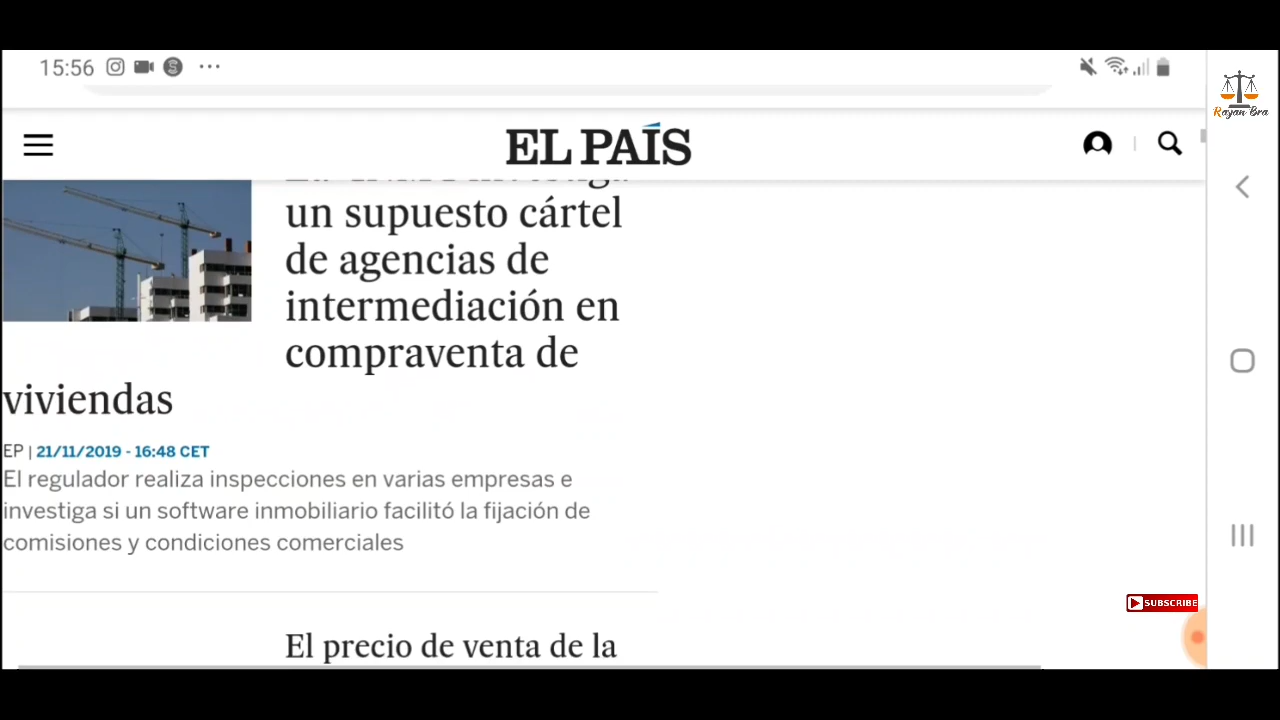 15:56
Rayan Bra
EL PAÍS
un supuesto cártel
de agencias de
intermediación en
compraventa de
viviendas
EP | 21/11/2019 - 16:48 CET
El regulador realiza inspecciones en varias empresas e
investiga si un software inmobiliario facilitó la fijación de
comisiones y condiciones comerciales
SUBSCRIBE
El precio de venta de la